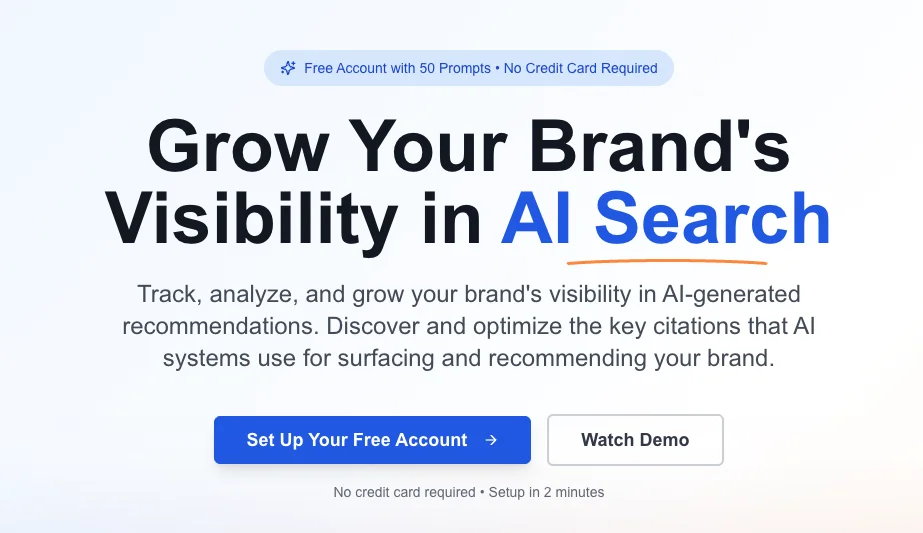 Free Account with 50 Prompts • No Credit Card Required
Grow Your Brand's
Visibility in AI Search
Track, analyze, and grow your brand's visibility in AI-generated
recommendations. Discover and optimize the key citations that AI
systems use for surfacing and recommending your brand.
Set Up Your Free Account →
Watch Demo
No credit card required • Setup in 2 minutes